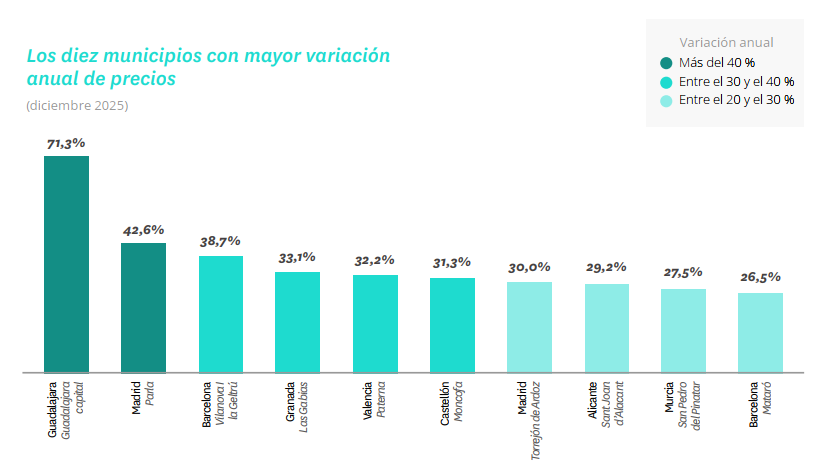 Los diez municipios con mayor variación
anual de precios
(diciembre 2025)
Variación anual
Más del 40 %
Entre el 30 y el 40 %
Entre el 20 y el 30 %
71,3%
42,6%
38,7%
33,1%
32,2%
31,3%
30,0%
29,2%
27,5%
26,5%
Guadalajara
Guadalajara
capital
Madrid
Parla
Barcelona
Vilanova I
la Geltrú
Granada
Las Gabias
Valencia
Paterna
Castellón
Moncofa
Madrid
Torrejón de Ardoz
Alicante
Sant Joan
d'Alacant
Murcia
San Pedro
del Pinatar
Barcelona
Mataró